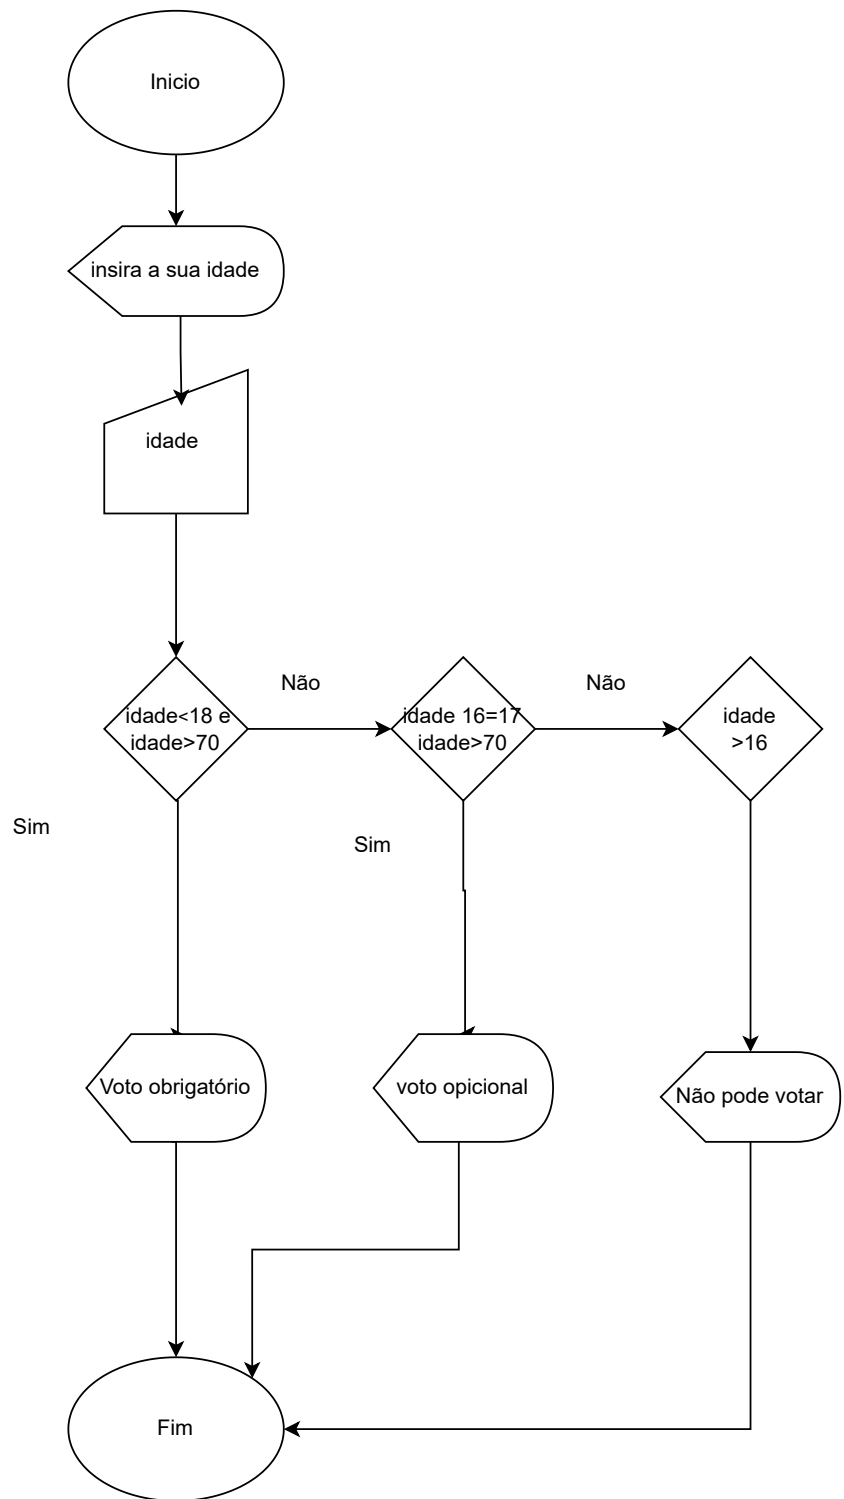 Inicio
insira a sua idade
idade
Não
Não
idade<18 e
idade>70
idade 16=17
idade>70
idade
>16
Sim
Sim
Voto obrigatório
voto opicional
Não pode votar
Fim